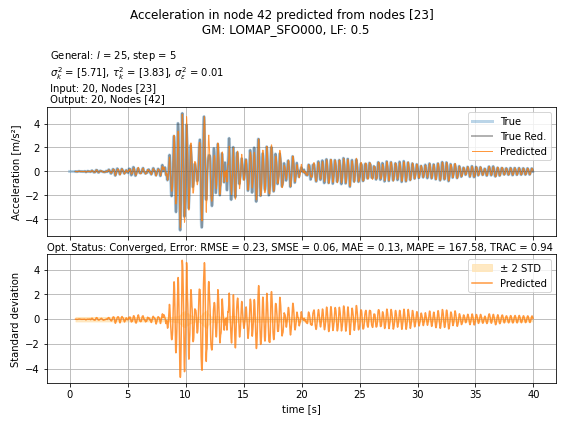 Acceleration in node 42 predicted from nodes [23]
GM: LOMAP_SFO000, LF: 0.5
General: l = 25, step = 5
σ²ₖ = [5.71], τ²ₖ = [3.83], σ²ε = 0.01
Input: 20, Nodes [23]
Output: 20, Nodes [42]
Acceleration [m/s²]
4
2
0
−2
−4
True
True Red.
Predicted
Opt. Status: Converged, Error: RMSE = 0.23, SMSE = 0.06, MAE = 0.13, MAPE = 167.58, TRAC = 0.94
Standard deviation
4
2
0
−2
−4
± 2 STD
Predicted
0 5 10 15 20 25 30 35 40
time [s]